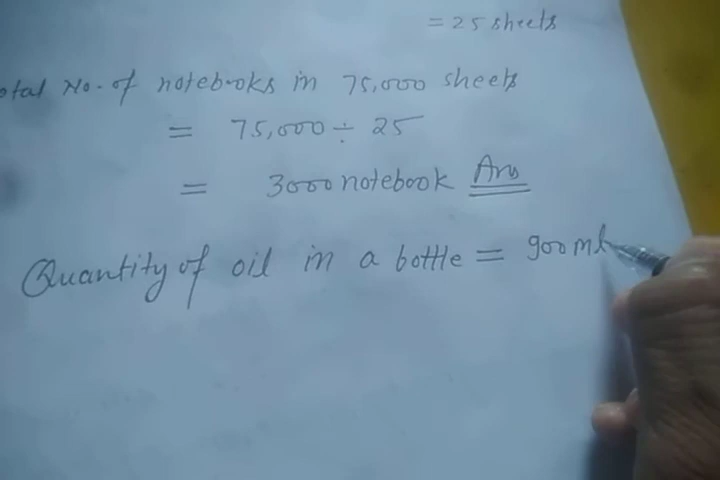 = 25 sheets
otal No. of notebooks in 75,000 sheets
= 75,000 ÷ 25
= 3000 notebook Ans
Quantity of oil in a bottle = 900 ml